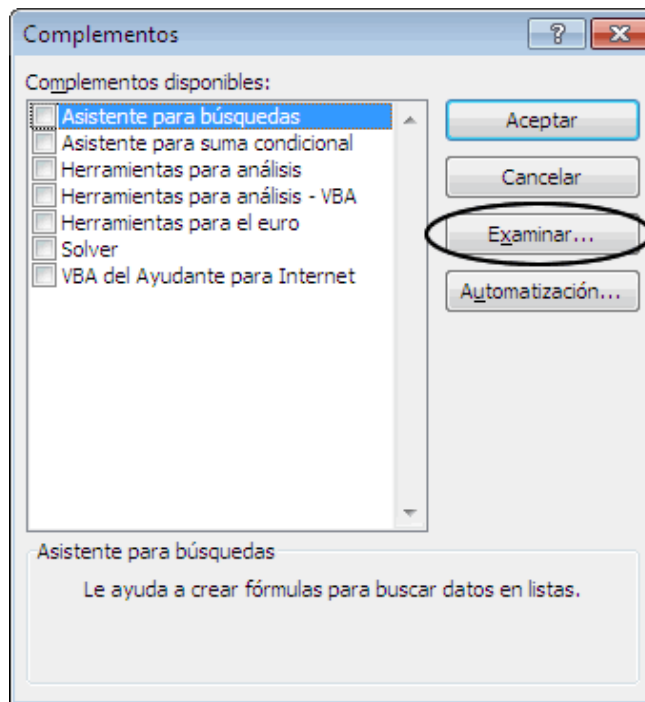 Complementos
Complementos disponibles:
Asistente para búsquedas
Asistente para suma condicional
Herramientas para análisis
Herramientas para análisis - VBA
Herramientas para el euro
Solver
VBA del Ayudante para Internet
Aceptar
Cancelar
Examinar...
Automatización...
Asistente para búsquedas
Le ayuda a crear fórmulas para buscar datos en listas.